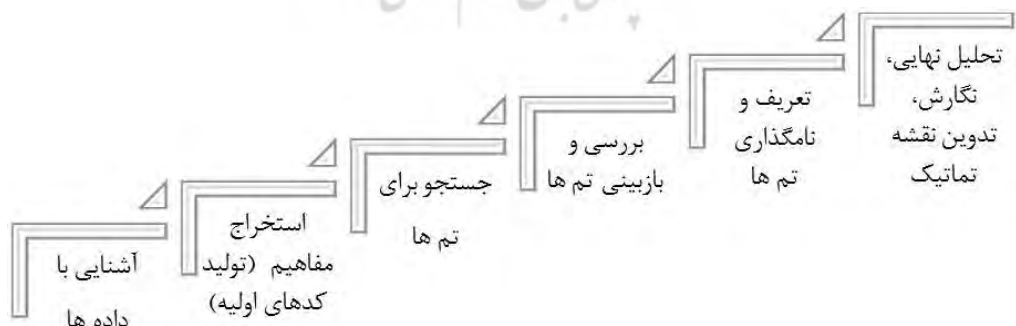 آشنایی با
داده ها
استخراج
مفاهیم (تولید
کدهای اولیه)
جستجو برای
تم ها
بررسی و
بازبینی تم ها
تعریف و
نامگذاری
تم ها
تحلیل نهایی،
نگارش،
تدوین نقشه
تماتیک